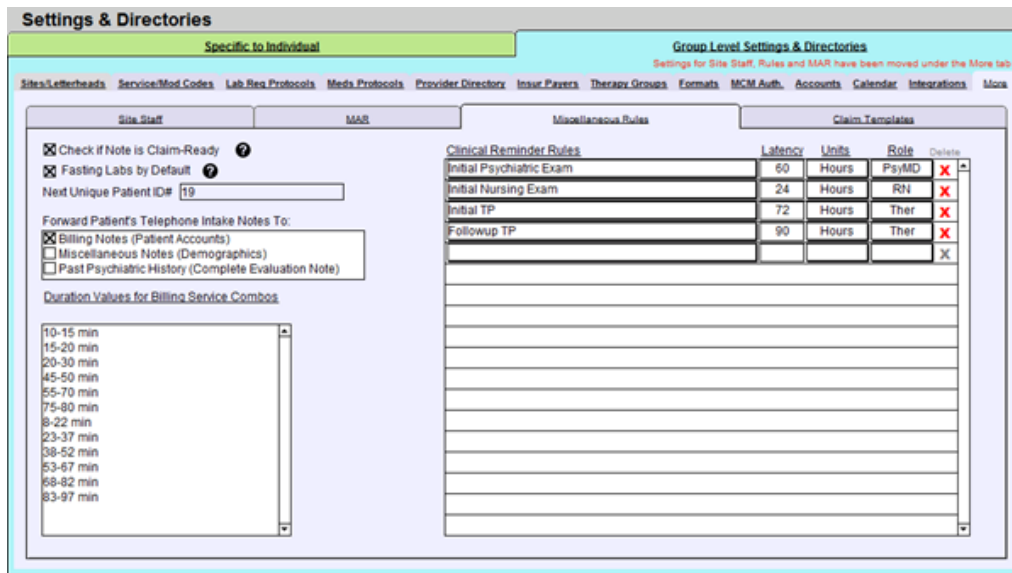 Settings & Directories
Specific to Individual
Group Level Settings & Directories
Settings for Site Staff, Rules and MAR have been moved under the More tab
Sites/Letterheads Service/Mod Codes Lab Req Protocols Meds Protocols Provider Directory Insur Payers Therapy Groups Formats MCM Auth. Accounts Calendar Integrations More
Site Staff MAR Miscellaneous Rules Claim Templates
Check if Note is Claim-Ready ?
Fasting Labs by Default ?
Next Unique Patient ID# 19
Forward Patient's Telephone Intake Notes To:
Billing Notes (Patient Accounts)
Miscellaneous Notes (Demographics)
Past Psychiatric History (Complete Evaluation Note)
Duration Values for Billing Service Combos
10-15 min
15-20 min
20-30 min
45-50 min
55-70 min
75-80 min
8-22 min
23-37 min
38-52 min
53-67 min
68-82 min
83-97 min
Clinical Reminder Rules Latency Units Role Delete
Initial Psychiatric Exam 60 Hours PsyMD X
Initial Nursing Exam 24 Hours RN X
Initial TP 72 Hours Ther X
Followup TP 90 Hours Ther X
X